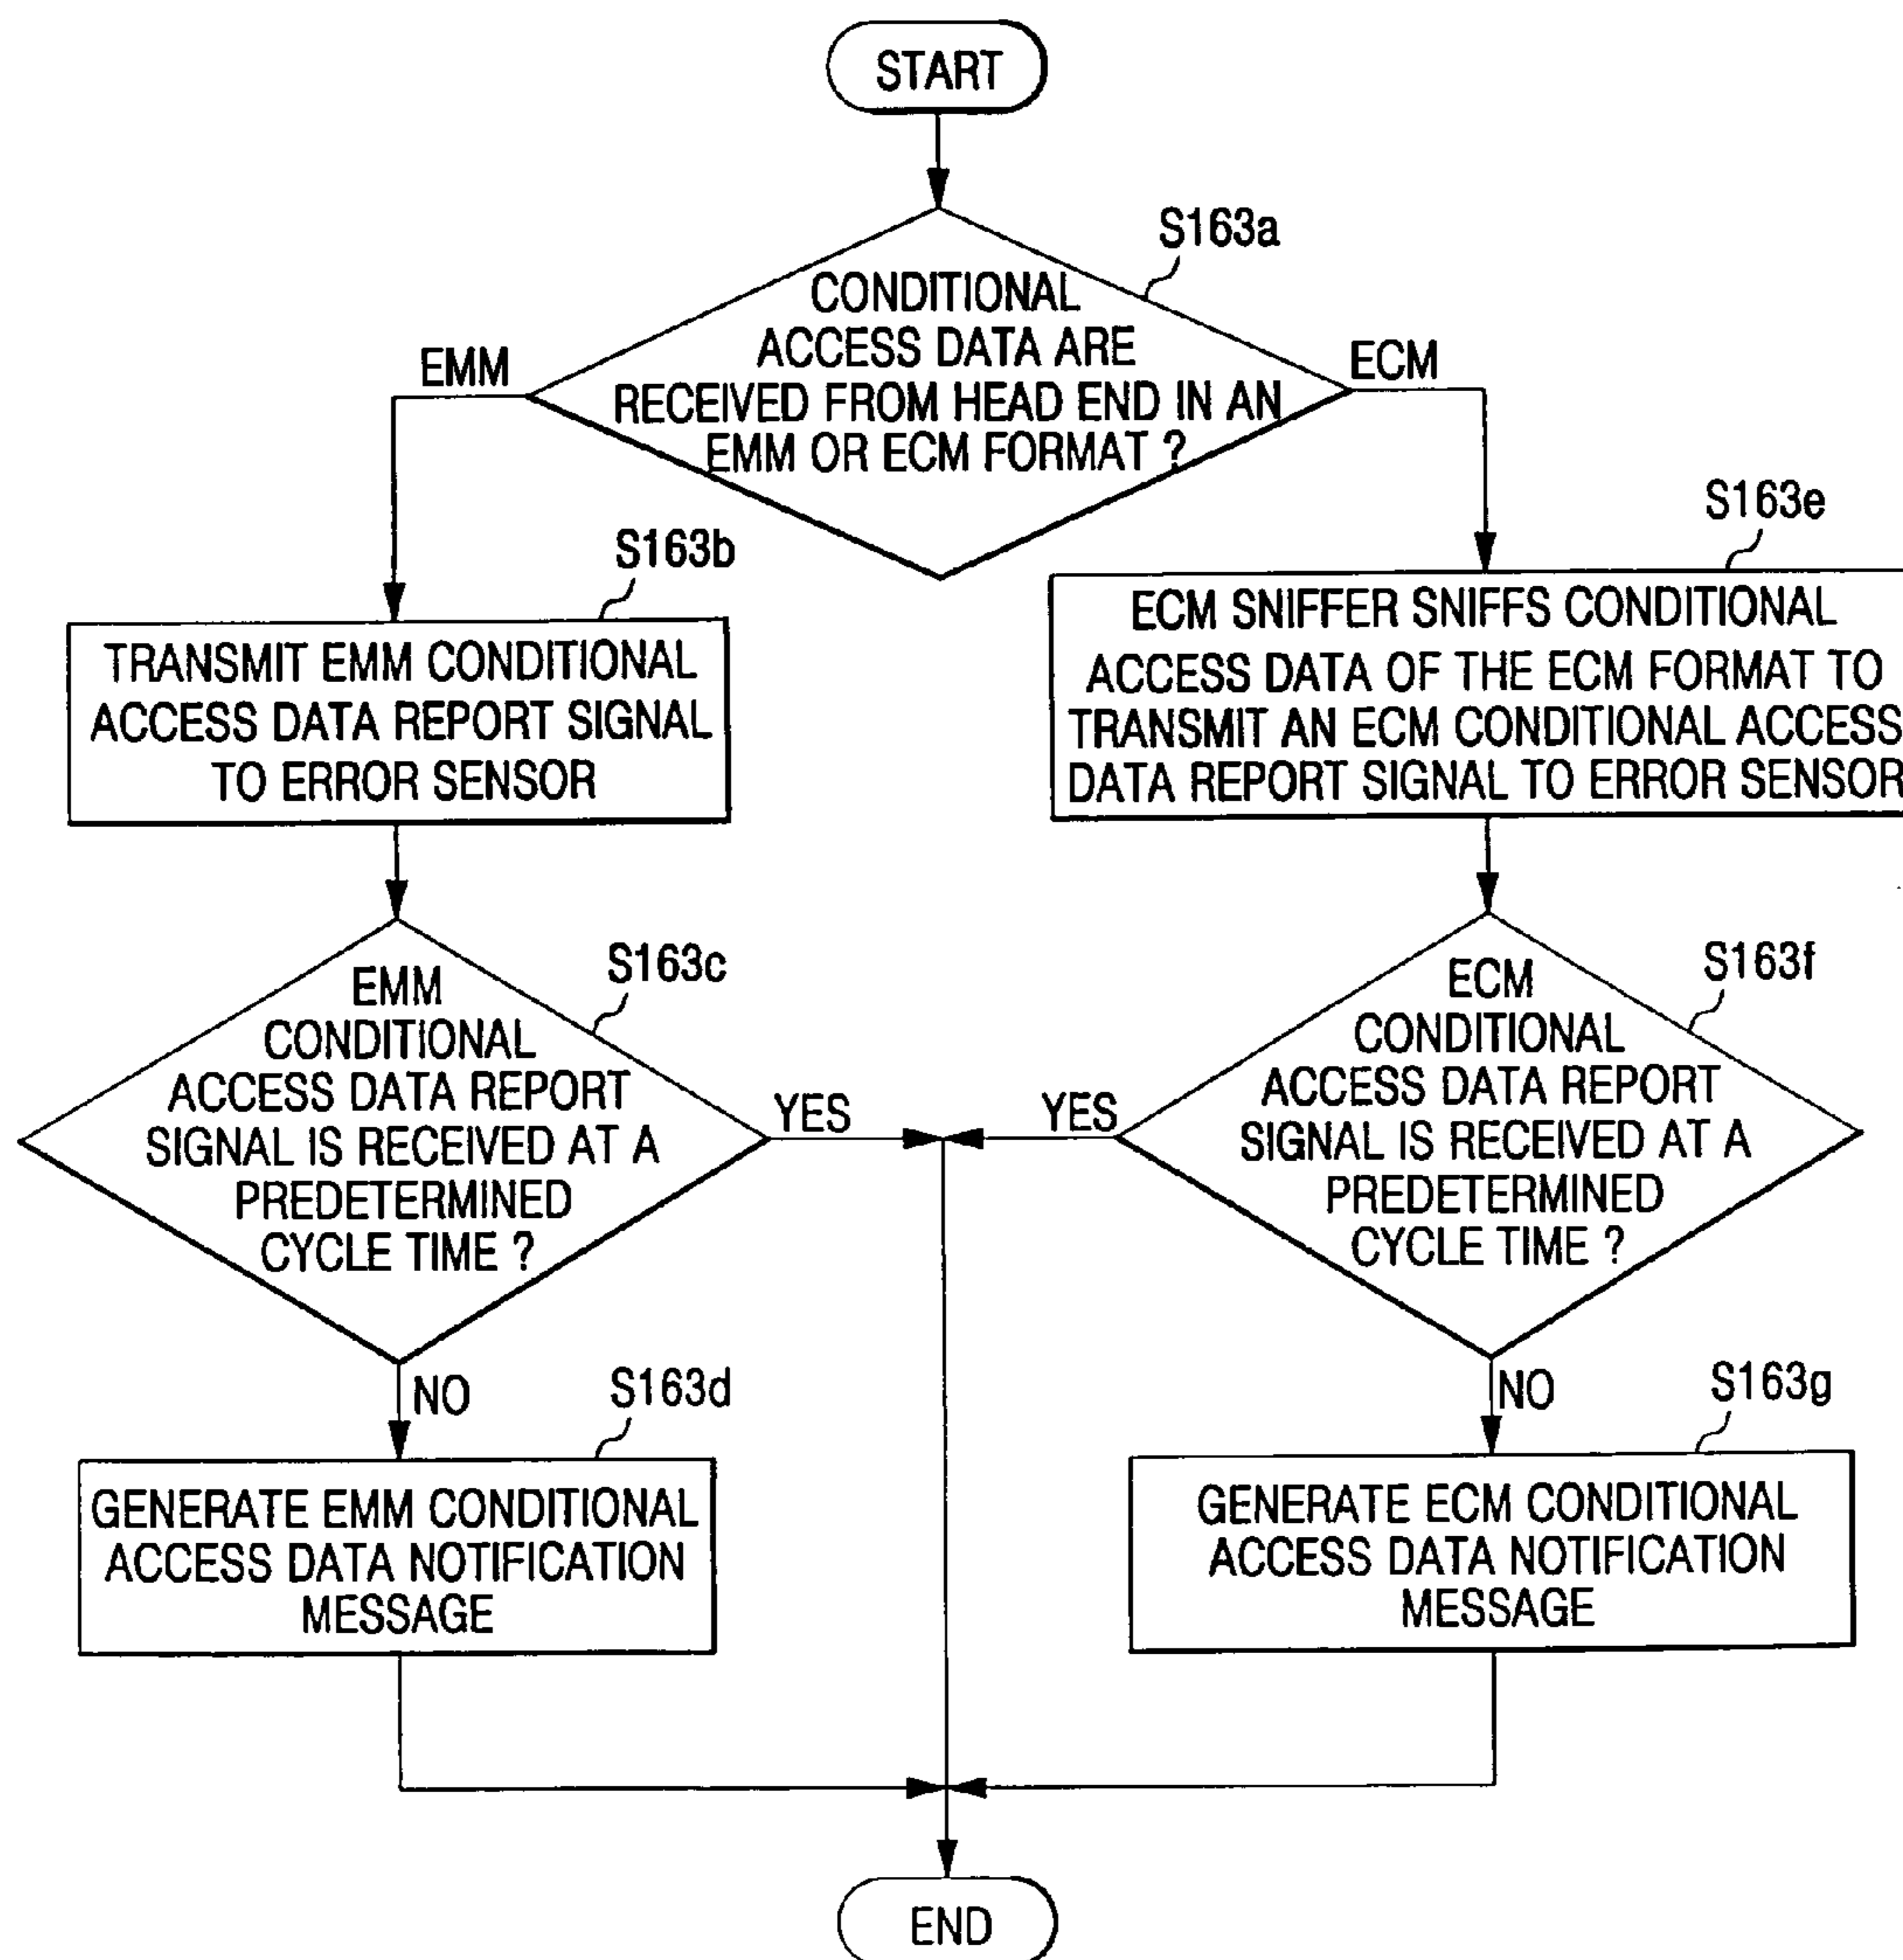 START
S163a
CONDITIONAL
ACCESS DATA ARE
RECEIVED FROM HEAD END IN AN
EMM OR ECM FORMAT ?
EMM
ECM
S163b
TRANSMIT EMM CONDITIONAL
ACCESS DATA REPORT SIGNAL
TO ERROR SENSOR
S163e
ECM SNIFFER SNIFFS CONDITIONAL
ACCESS DATA OF THE ECM FORMAT TO
TRANSMIT AN ECM CONDITIONAL ACCESS
DATA REPORT SIGNAL TO ERROR SENSOR
S163c
EMM
CONDITIONAL
ACCESS DATA REPORT
SIGNAL IS RECEIVED AT A
PREDETERMINED
CYCLE TIME ?
YES
YES
S163f
ECM
CONDITIONAL
ACCESS DATA REPORT
SIGNAL IS RECEIVED AT A
PREDETERMINED
CYCLE TIME ?
NO
S163d
GENERATE EMM CONDITIONAL
ACCESS DATA NOTIFICATION
MESSAGE
NO
S163g
GENERATE ECM CONDITIONAL
ACCESS DATA NOTIFICATION
MESSAGE
END